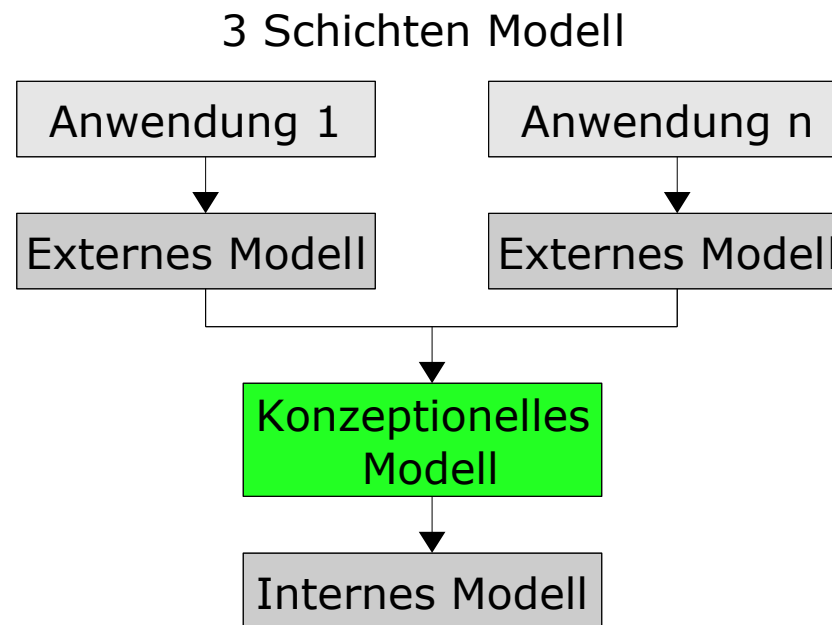 3 Schichten Modell
Anwendung 1
Anwendung n
Externes Modell
Externes Modell
Konzeptionelles
Modell
Internes Modell